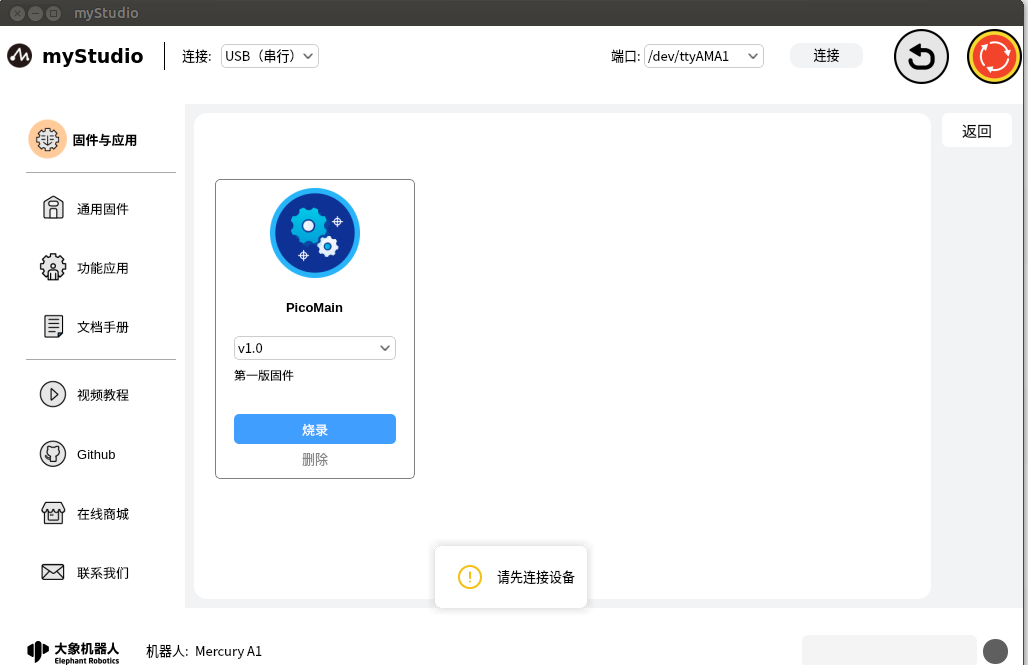 myStudio
myStudio 连接: USB（串行） 端口: /dev/ttyAMA1 连接
固件与应用
返回
通用固件
功能应用
文档手册
视频教程
Github
在线商城
联系我们
PicoMain
v1.0
第一版固件
烧录
删除
请先连接设备
大象机器人
Elephant Robotics
机器人: Mercury A1